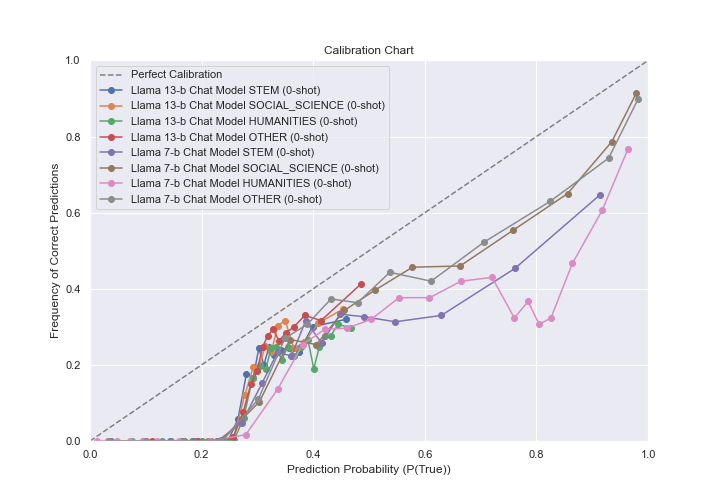 Calibration Chart
Perfect Calibration
Llama 13-b Chat Model STEM (0-shot)
Llama 13-b Chat Model SOCIAL_SCIENCE (0-shot)
Llama 13-b Chat Model HUMANITIES (0-shot)
Llama 13-b Chat Model OTHER (0-shot)
Llama 7-b Chat Model STEM (0-shot)
Llama 7-b Chat Model SOCIAL_SCIENCE (0-shot)
Llama 7-b Chat Model HUMANITIES (0-shot)
Llama 7-b Chat Model OTHER (0-shot)
Frequency of Correct Predictions
1.0
0.8
0.6
0.4
0.2
0.0
0.0 0.2 0.4 0.6 0.8 1.0
Prediction Probability (P(True))